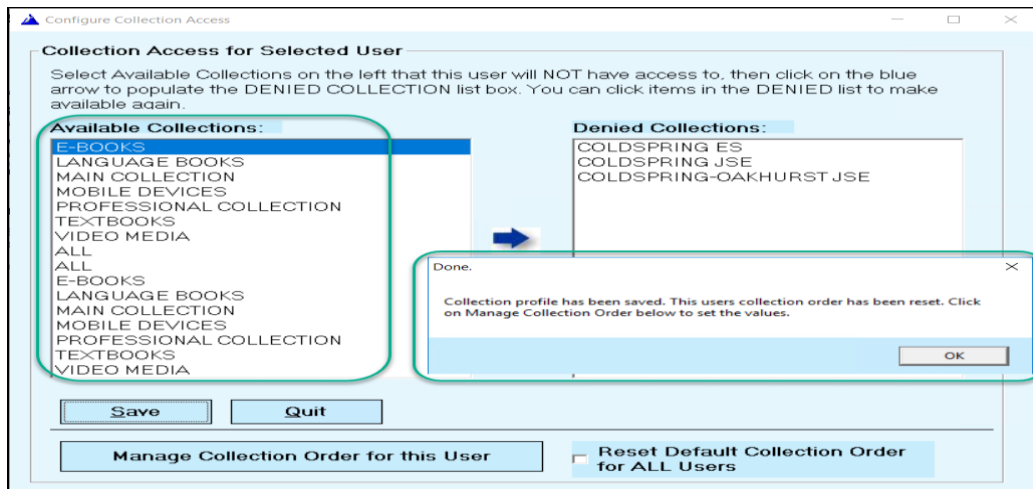 Configure Collection Access
Collection Access for Selected User
Select Available Collections on the left that this user will NOT have access to, then click on the blue
arrow to populate the DENIED COLLECTION list box. You can click items in the DENIED list to make
available again.
Available Collections:
E-BOOKS
LANGUAGE BOOKS
MAIN COLLECTION
MOBILE DEVICES
PROFESSIONAL COLLECTION
TEXTBOOKS
VIDEO MEDIA
ALL
ALL
E-BOOKS
LANGUAGE BOOKS
MAIN COLLECTION
MOBILE DEVICES
PROFESSIONAL COLLECTION
TEXTBOOKS
VIDEO MEDIA
Denied Collections:
COLDSPRING ES
COLDSPRING JSE
COLDSPRING-OAKHURST JSE
Done.
Collection profile has been saved. This users collection order has been reset. Click
on Manage Collection Order below to set the values.
OK
Save
Quit
Manage Collection Order for this User
Reset Default Collection Order
for ALL Users